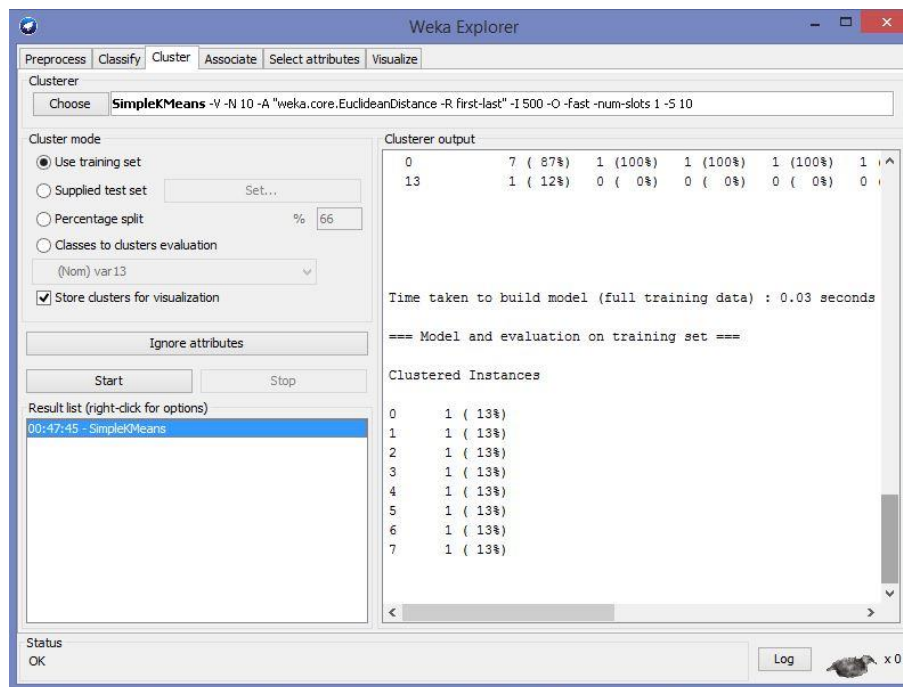 Weka Explorer
Preprocess Classify Cluster Associate Select attributes Visualize
Clusterer
Choose SimpleKMeans -V -N 10 -A "weka.core.EuclideanDistance -R first-last" -I 500 -O -fast -num-slots 1 -S 10
Cluster mode
Use training set
Supplied test set Set...
Percentage split % 66
Classes to clusters evaluation
(Nom) var13
Store clusters for visualization
Ignore attributes
Start Stop
Result list (right-click for options)
00:47:45 - SimpleKMeans
Clusterer output
0 7 ( 87%) 1 (100%) 1 (100%) 1 (100%) 1 (
13 1 ( 12%) 0 ( 0%) 0 ( 0%) 0 ( 0%) 0 (
Time taken to build model (full training data) : 0.03 seconds
=== Model and evaluation on training set ===
Clustered Instances
0 1 ( 13%)
1 1 ( 13%)
2 1 ( 13%)
3 1 ( 13%)
4 1 ( 13%)
5 1 ( 13%)
6 1 ( 13%)
7 1 ( 13%)
Status
OK
Log x 0